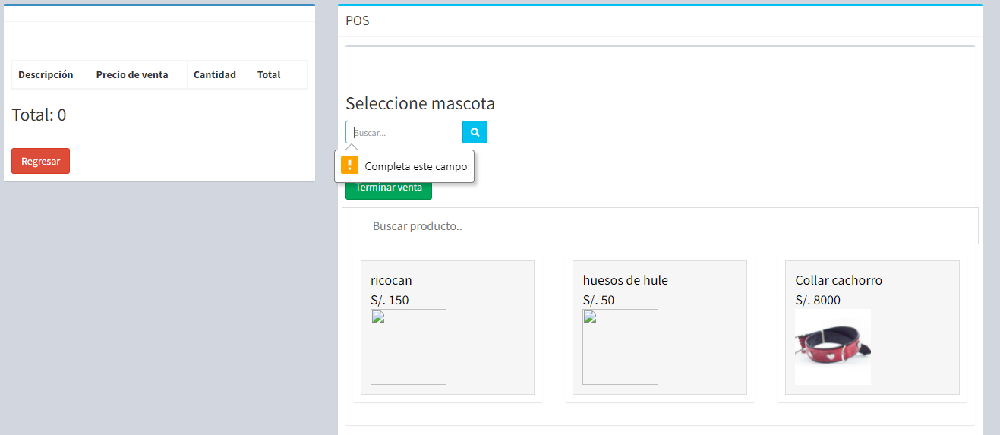 POS
Descripción Precio de venta Cantidad Total
Total: 0
Regresar
Seleccione mascota
Buscar...
Completa este campo
Terminar venta
Buscar producto..
ricocan
S/. 150
huesos de hule
S/. 50
Collar cachorro
S/. 8000